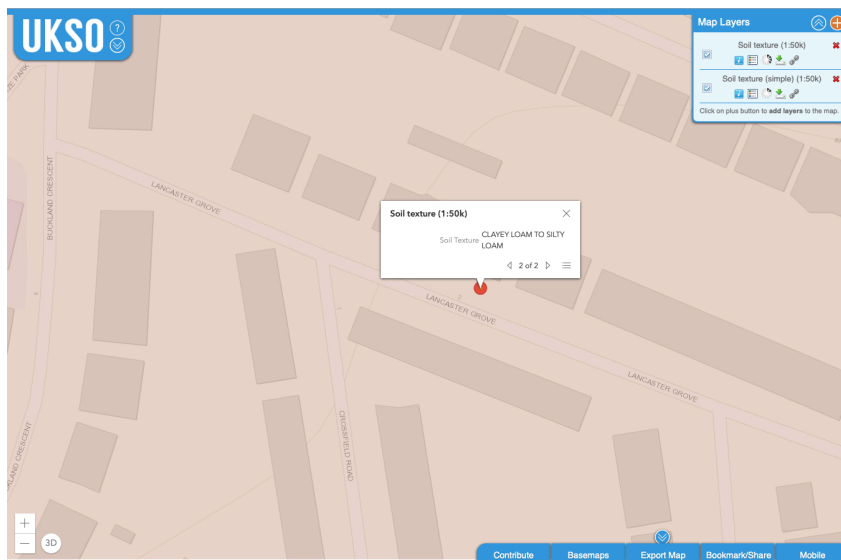 UKSO
?
Map Layers
Soil texture (1:50k)
Soil texture (simple) (1:50k)
Click on plus button to add layers to the map.
BUCKLAND CRESCENT
LANCASTER GROVE
Soil texture (1:50k)
Soil Texture CLAYEY LOAM TO SILTY
LOAM
2 of 2
LANCASTER GROVE
LANCASTER GROVE
CROSSFIELD ROAD
3D
Contribute
Basemaps
Export Map
Bookmark/Share
Mobile